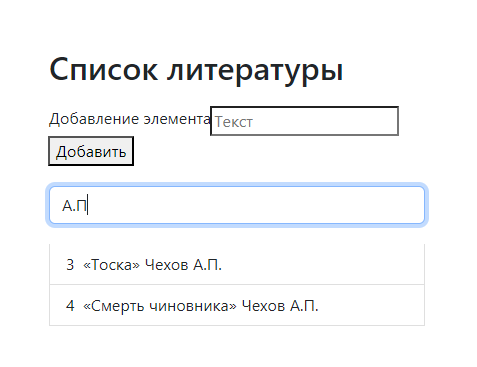 Список литературы
Добавление элемента Текст
Добавить
А.П
3 «Тоска» Чехов А.П.
4 «Смерть чиновника» Чехов А.П.